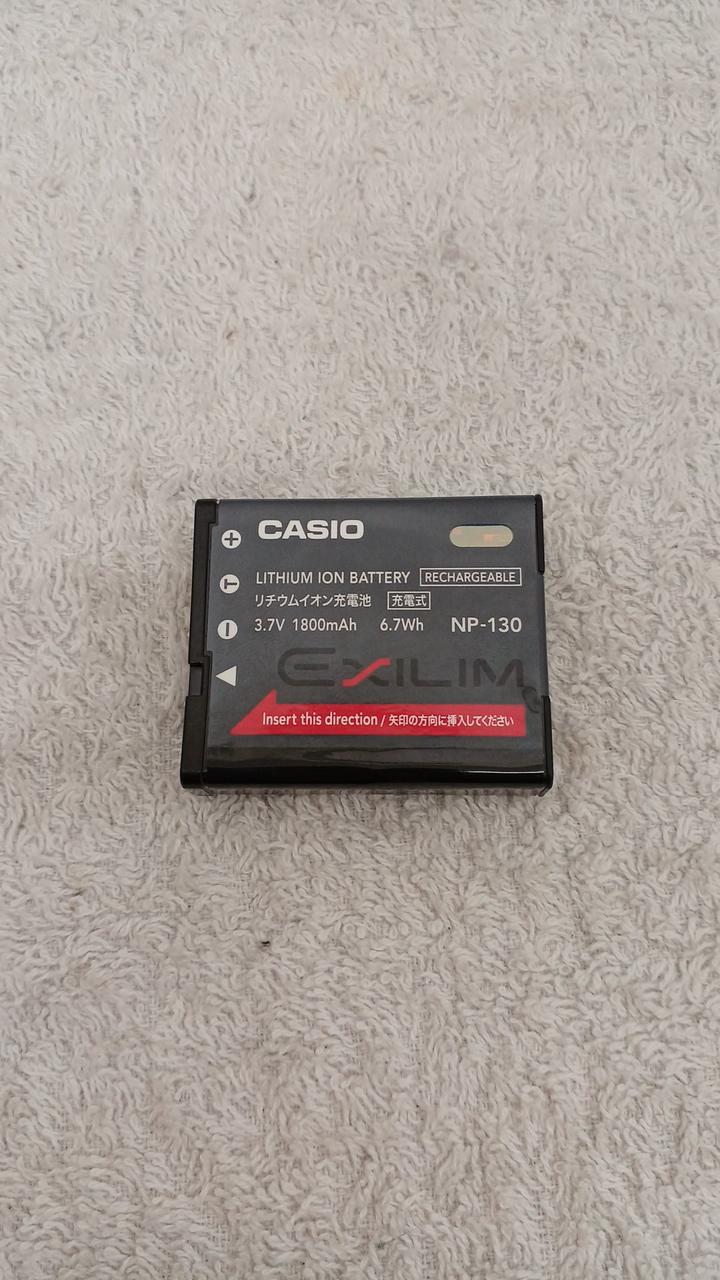 CASIO
LITHIUM ION BATTERY RECHARGEABLE
リチウムイオン充電池 充電式
3.7V 1800mAh 6.7Wh NP-130
EXILIM
Insert this direction / 矢印の方向に挿入してください
+
T
−